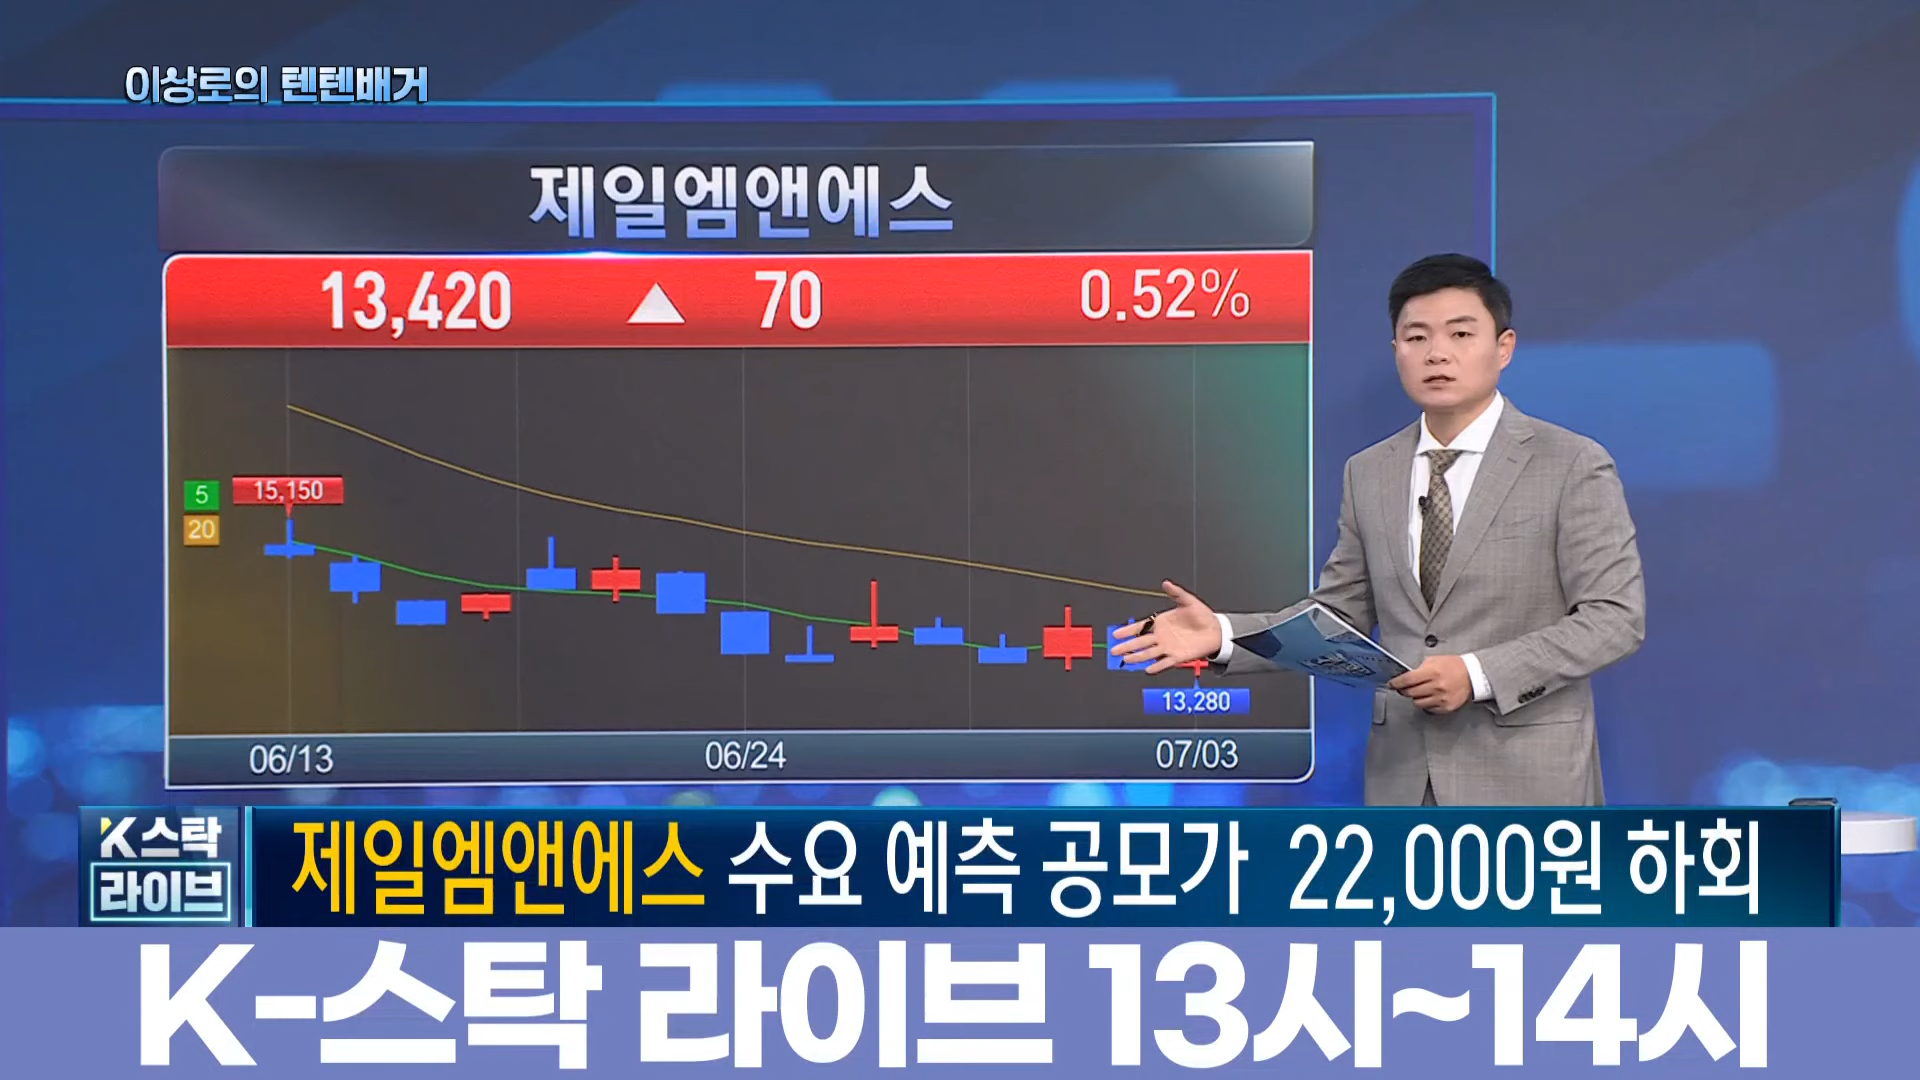 이상로의 텐텐배거
제일엠앤에스
13,420 ▲ 70 0.52%
5
15,150
20
13,280
06/13 06/24 07/03
K스탁
라이브
제일엠앤에스 수요 예측 공모가 22,000원 하회
K-스탁 라이브 13시~14시